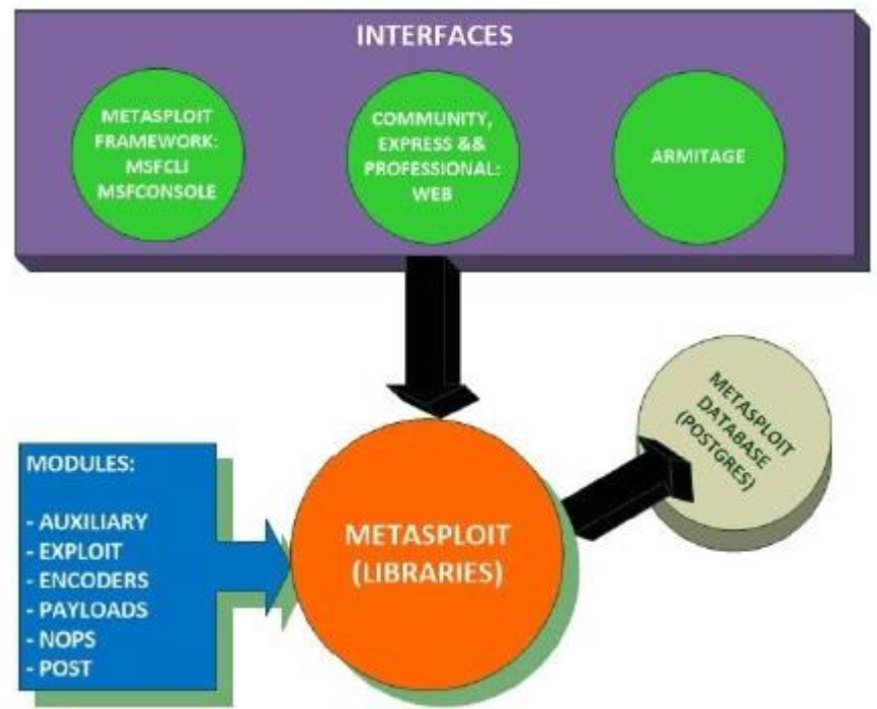 INTERFACES
METASPLOIT
FRAMEWORK:
MSFCLI
MSFCONSOLE
COMMUNITY,
EXPRESS &&
PROFESSIONAL:
WEB
ARMITAGE
METASPLOIT
DATABASE
(POSTGRES)
MODULES:
- AUXILIARY
- EXPLOIT
- ENCODERS
- PAYLOADS
- NOPS
- POST
METASPLOIT
(LIBRARIES)